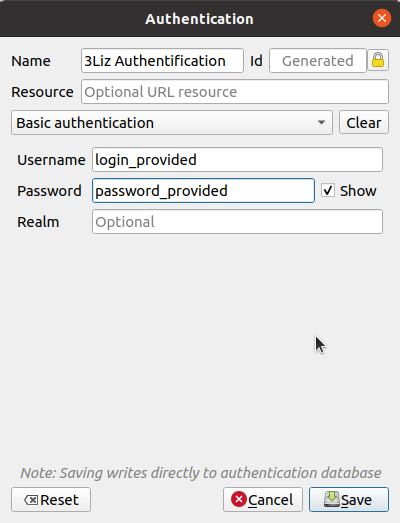 Authentication
Name 3Liz Authentification Id Generated
Resource Optional URL resource
Basic authentication Clear
Username login_provided
Password password_provided Show
Realm Optional
Note: Saving writes directly to authentication database
Reset Cancel Save